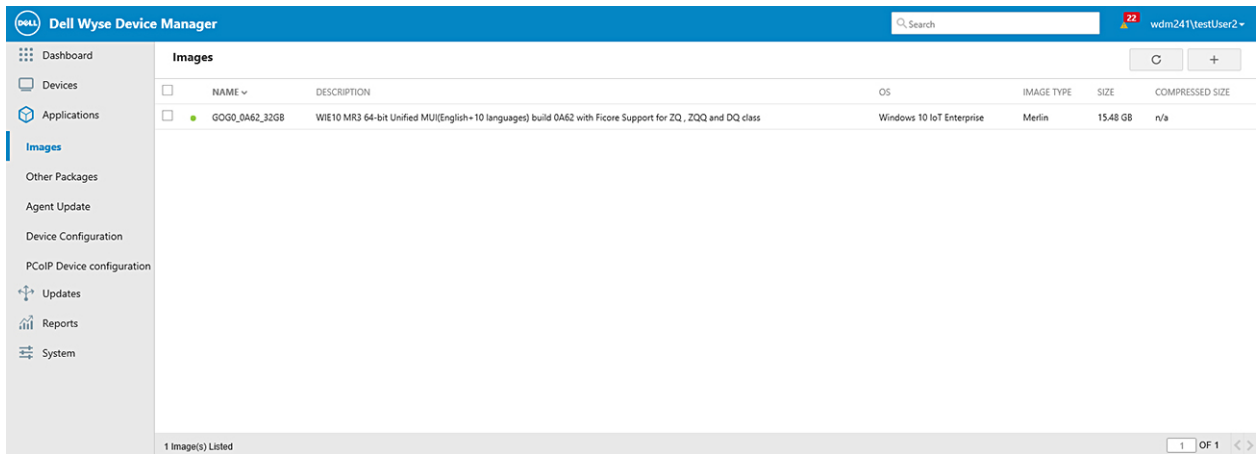 DELL Dell Wyse Device Manager Search 22 wdm241\testUser2
Dashboard
Devices
Applications
Images
Other Packages
Agent Update
Device Configuration
PCoIP Device configuration
Updates
Reports
System
Images
NAME DESCRIPTION OS IMAGE TYPE SIZE COMPRESSED SIZE
GOG0_0A62_32GB WIE10 MR3 64-bit Unified MUI(English+10 languages) build 0A62 with Ficore Support for ZQ , ZQQ and DQ class Windows 10 IoT Enterprise Merlin 15.48 GB n/a
1 Image(s) Listed 1 OF 1